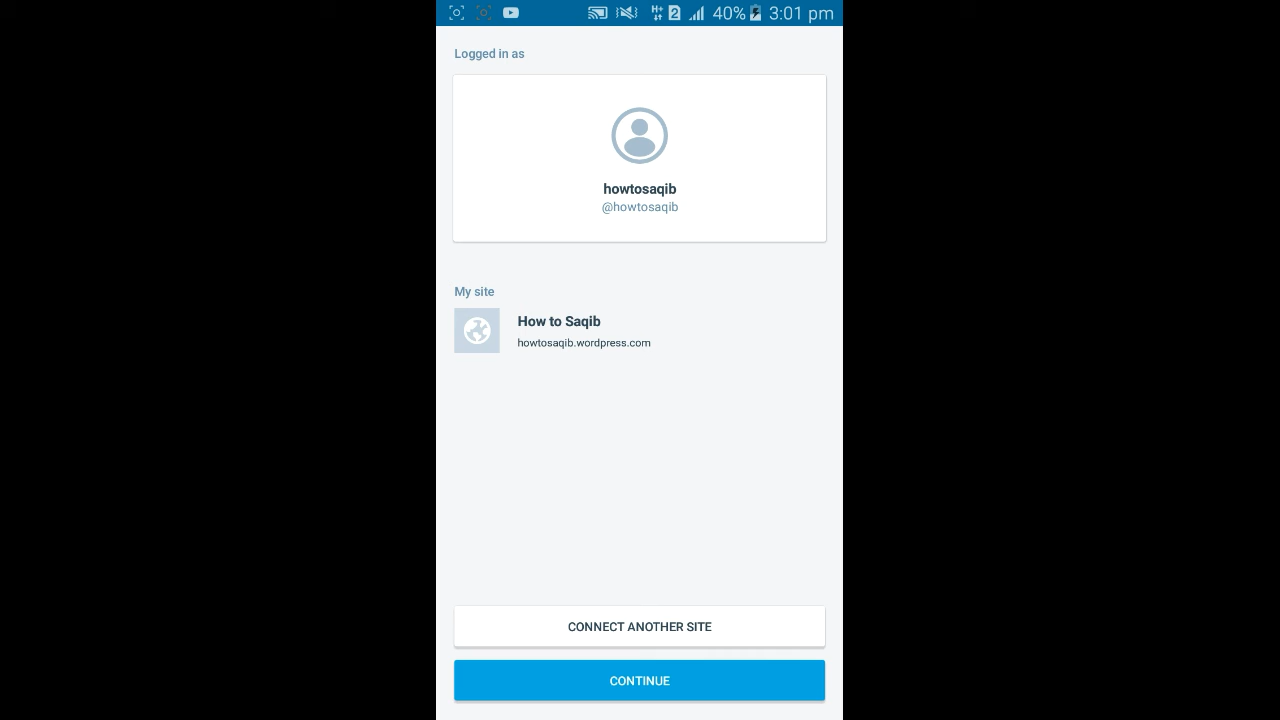 H+ 2 40% 3:01 pm
Logged in as
howtosaqib
@howtosaqib
My site
How to Saqib
howtosaqib.wordpress.com
CONNECT ANOTHER SITE
CONTINUE